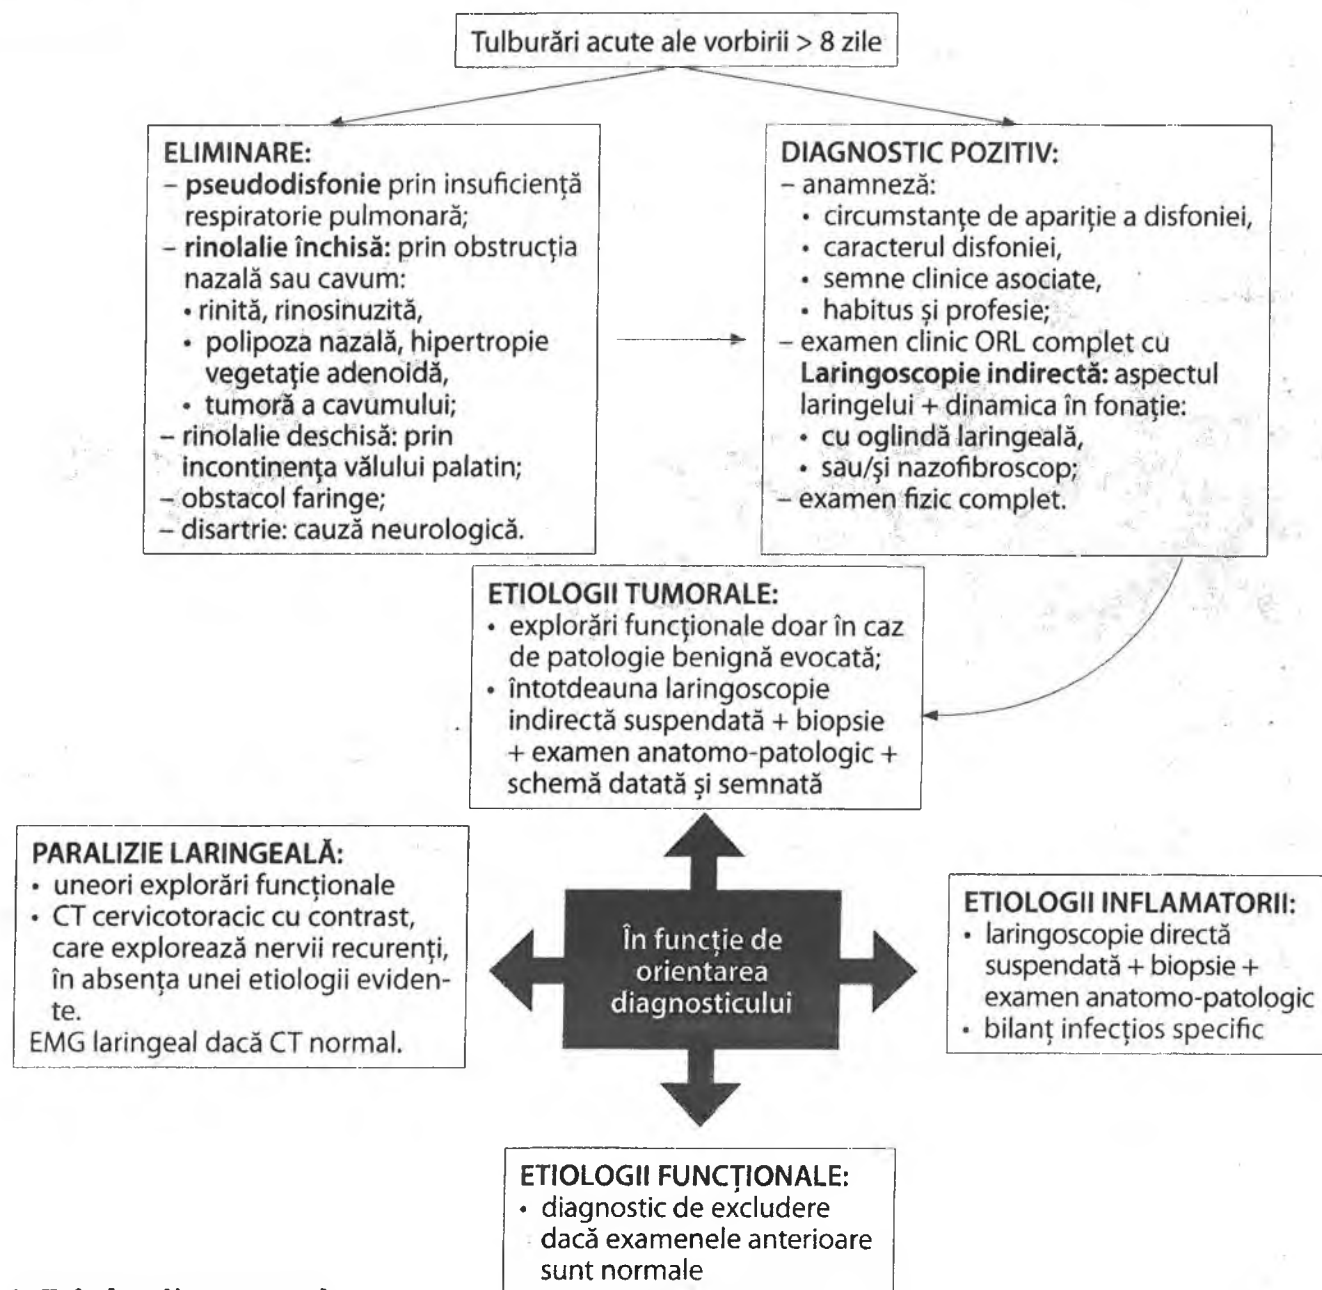 Tulburări acute ale vorbirii > 8 zile
ELIMINARE:
– pseudodisfonie prin insuficiență
respiratorie pulmonară;
– rinolalie închisă: prin obstrucția
nazală sau cavum:
• rinită, rinosinuzită,
• polipoza nazală, hipertropie
vegetație adenoidă,
• tumoră a cavumului;
– rinolalie deschisă: prin
incontinența vălului palatin;
– obstacol faringe;
– disartrie: cauză neurologică.
DIAGNOSTIC POZITIV:
– anamneză:
• circumstanțe de apariție a disfoniei,
• caracterul disfoniei,
• semne clinice asociate,
• habitus și profesie;
– examen clinic ORL complet cu
Laringoscopie indirectă: aspectul
laringelui + dinamica în fonație:
• cu oglindă laringeală,
• sau/și nazofibroscop;
– examen fizic complet.
ETIOLOGII TUMORALE:
• explorări funcționale doar în caz
de patologie benignă evocată;
• întotdeauna laringoscopie
indirectă suspendată + biopsie
+ examen anatomo-patologic +
schemă datată și semnată
PARALIZIE LARINGEALĂ:
• uneori explorări funcționale
• CT cervicotoracic cu contrast,
care explorează nervii recurenți,
în absența unei etiologii eviden-
te.
EMG laringeal dacă CT normal.
În funcție de
orientarea
diagnosticului
ETIOLOGII INFLAMATORII:
• laringoscopie directă
suspendată + biopsie +
examen anatomo-patologic
• bilanț infecțios specific
ETIOLOGII FUNCȚIONALE:
• diagnostic de excludere
dacă examenele anterioare
sunt normale